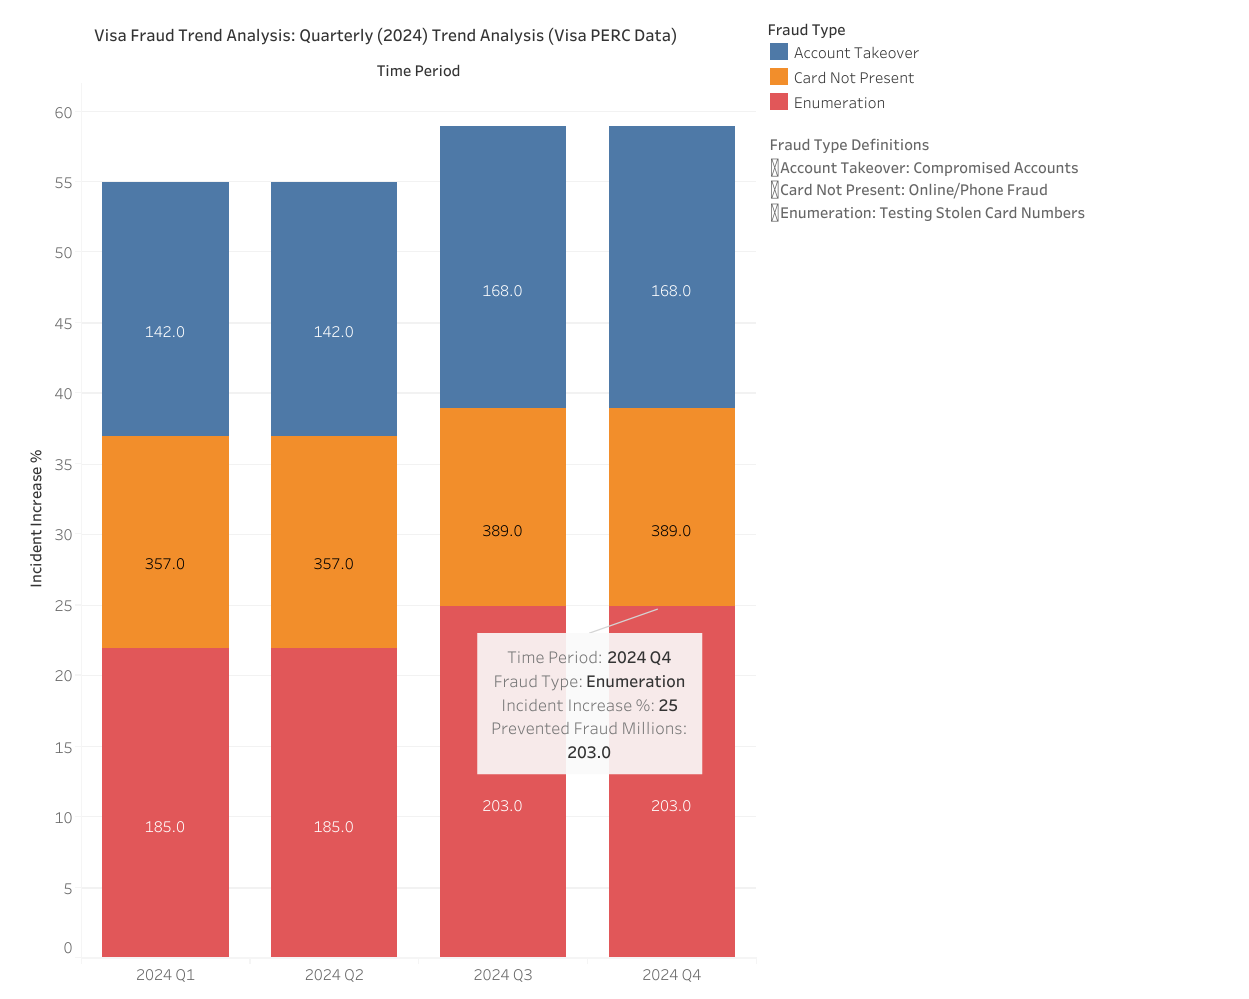 Visa Fraud Trend Analysis: Quarterly (2024) Trend Analysis (Visa PERC Data)
Time Period
Fraud Type
Account Takeover
Card Not Present
Enumeration
Fraud Type Definitions
Account Takeover: Compromised Accounts
Card Not Present: Online/Phone Fraud
Enumeration: Testing Stolen Card Numbers
Incident Increase %
60
55
50
45
40
35
30
25
20
15
10
5
0
142.0
142.0
168.0
168.0
357.0
357.0
389.0
389.0
185.0
185.0
203.0
203.0
Time Period: 2024 Q4
Fraud Type: Enumeration
Incident Increase %: 25
Prevented Fraud Millions:
203.0
2024 Q1
2024 Q2
2024 Q3
2024 Q4